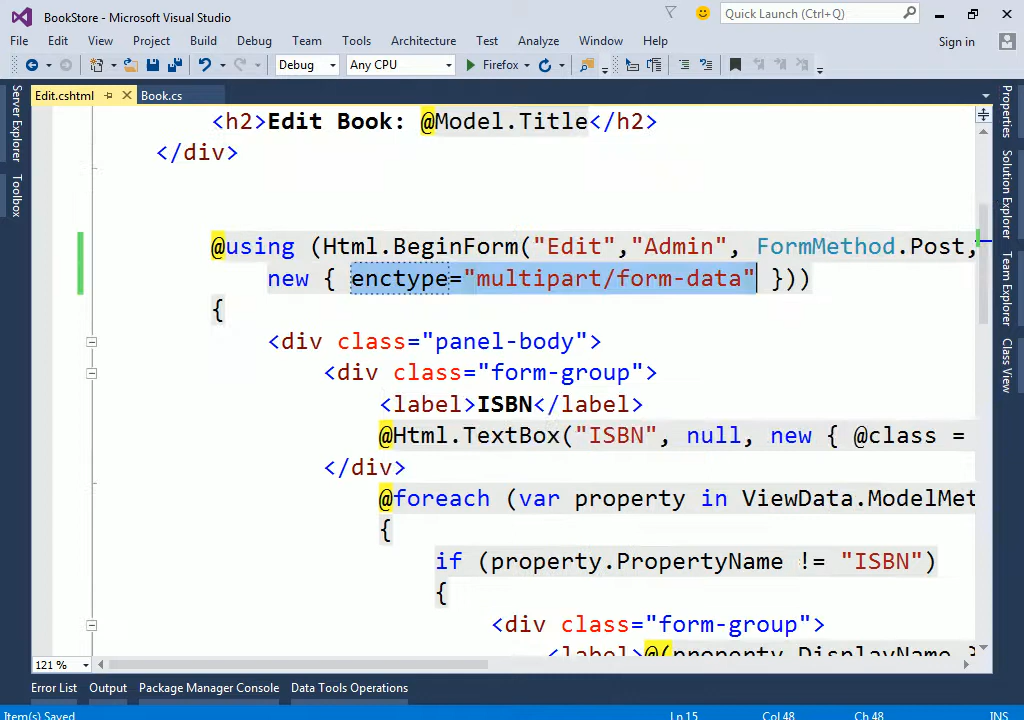 BookStore - Microsoft Visual Studio
Quick Launch (Ctrl+Q)
File Edit View Project Build Debug Team Tools Architecture Test Analyze Window Help
Sign in
Debug Any CPU Firefox
Edit.cshtml Book.cs
Server Explorer
Toolbox
Properties
Solution Explorer
Team Explorer
Class View
<h2>Edit Book: @Model.Title</h2>
</div>
@using (Html.BeginForm("Edit","Admin", FormMethod.Post,
new { enctype="multipart/form-data" }))
{
<div class="panel-body">
<div class="form-group">
<label>ISBN</label>
@Html.TextBox("ISBN", null, new { @class =
</div>
@foreach (var property in ViewData.ModelMet
{
if (property.PropertyName != "ISBN")
{
<div class="form-group">
<label>@(property.DisplayName ?
121 %
Error List Output Package Manager Console Data Tools Operations
Item(s) Saved Ln 15 Col 48 Ch 48 INS